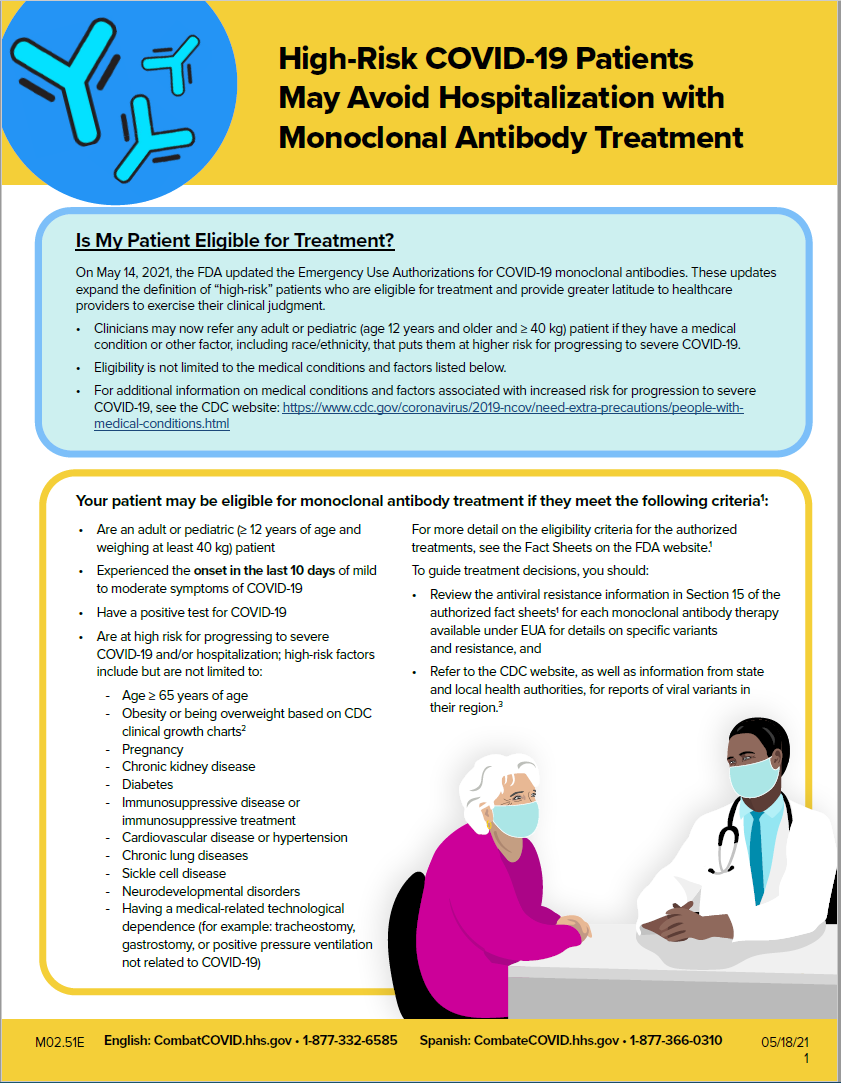 High-Risk COVID-19 Patients
May Avoid Hospitalization with
Monoclonal Antibody Treatment
Is My Patient Eligible for Treatment?
On May 14, 2021, the FDA updated the Emergency Use Authorizations for COVID-19 monoclonal antibodies. These updates
expand the definition of “high-risk” patients who are eligible for treatment and provide greater latitude to healthcare
providers to exercise their clinical judgment.
• Clinicians may now refer any adult or pediatric (age 12 years and older and ≥ 40 kg) patient if they have a medical
condition or other factor, including race/ethnicity, that puts them at higher risk for progressing to severe COVID-19.
• Eligibility is not limited to the medical conditions and factors listed below.
• For additional information on medical conditions and factors associated with increased risk for progression to severe
COVID-19, see the CDC website: https://www.cdc.gov/coronavirus/2019-ncov/need-extra-precautions/people-with-
medical-conditions.html
Your patient may be eligible for monoclonal antibody treatment if they meet the following criteria¹:
• Are an adult or pediatric (≥ 12 years of age and
weighing at least 40 kg) patient
• Experienced the onset in the last 10 days of mild
to moderate symptoms of COVID-19
• Have a positive test for COVID-19
• Are at high risk for progressing to severe
COVID-19 and/or hospitalization; high-risk factors
include but are not limited to:
- Age ≥ 65 years of age
- Obesity or being overweight based on CDC
clinical growth charts²
- Pregnancy
- Chronic kidney disease
- Diabetes
- Immunosuppressive disease or
immunosuppressive treatment
- Cardiovascular disease or hypertension
- Chronic lung diseases
- Sickle cell disease
- Neurodevelopmental disorders
- Having a medical-related technological
dependence (for example: tracheostomy,
gastrostomy, or positive pressure ventilation
not related to COVID-19)
For more detail on the eligibility criteria for the authorized
treatments, see the Fact Sheets on the FDA website.¹
To guide treatment decisions, you should:
• Review the antiviral resistance information in Section 15 of the
authorized fact sheets¹ for each monoclonal antibody therapy
available under EUA for details on specific variants
and resistance, and
• Refer to the CDC website, as well as information from state
and local health authorities, for reports of viral variants in
their region.³
M02.51E English: CombatCOVID.hhs.gov • 1-877-332-6585 Spanish: CombateCOVID.hhs.gov • 1-877-366-0310 05/18/21
1